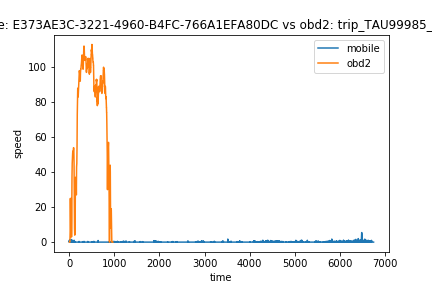 e: E373AE3C-3221-4960-B4FC-766A1EFA80DC vs obd2: trip_TAU99985_
mobile
obd2
speed
100
80
60
40
20
0
0 1000 2000 3000 4000 5000 6000 7000
time